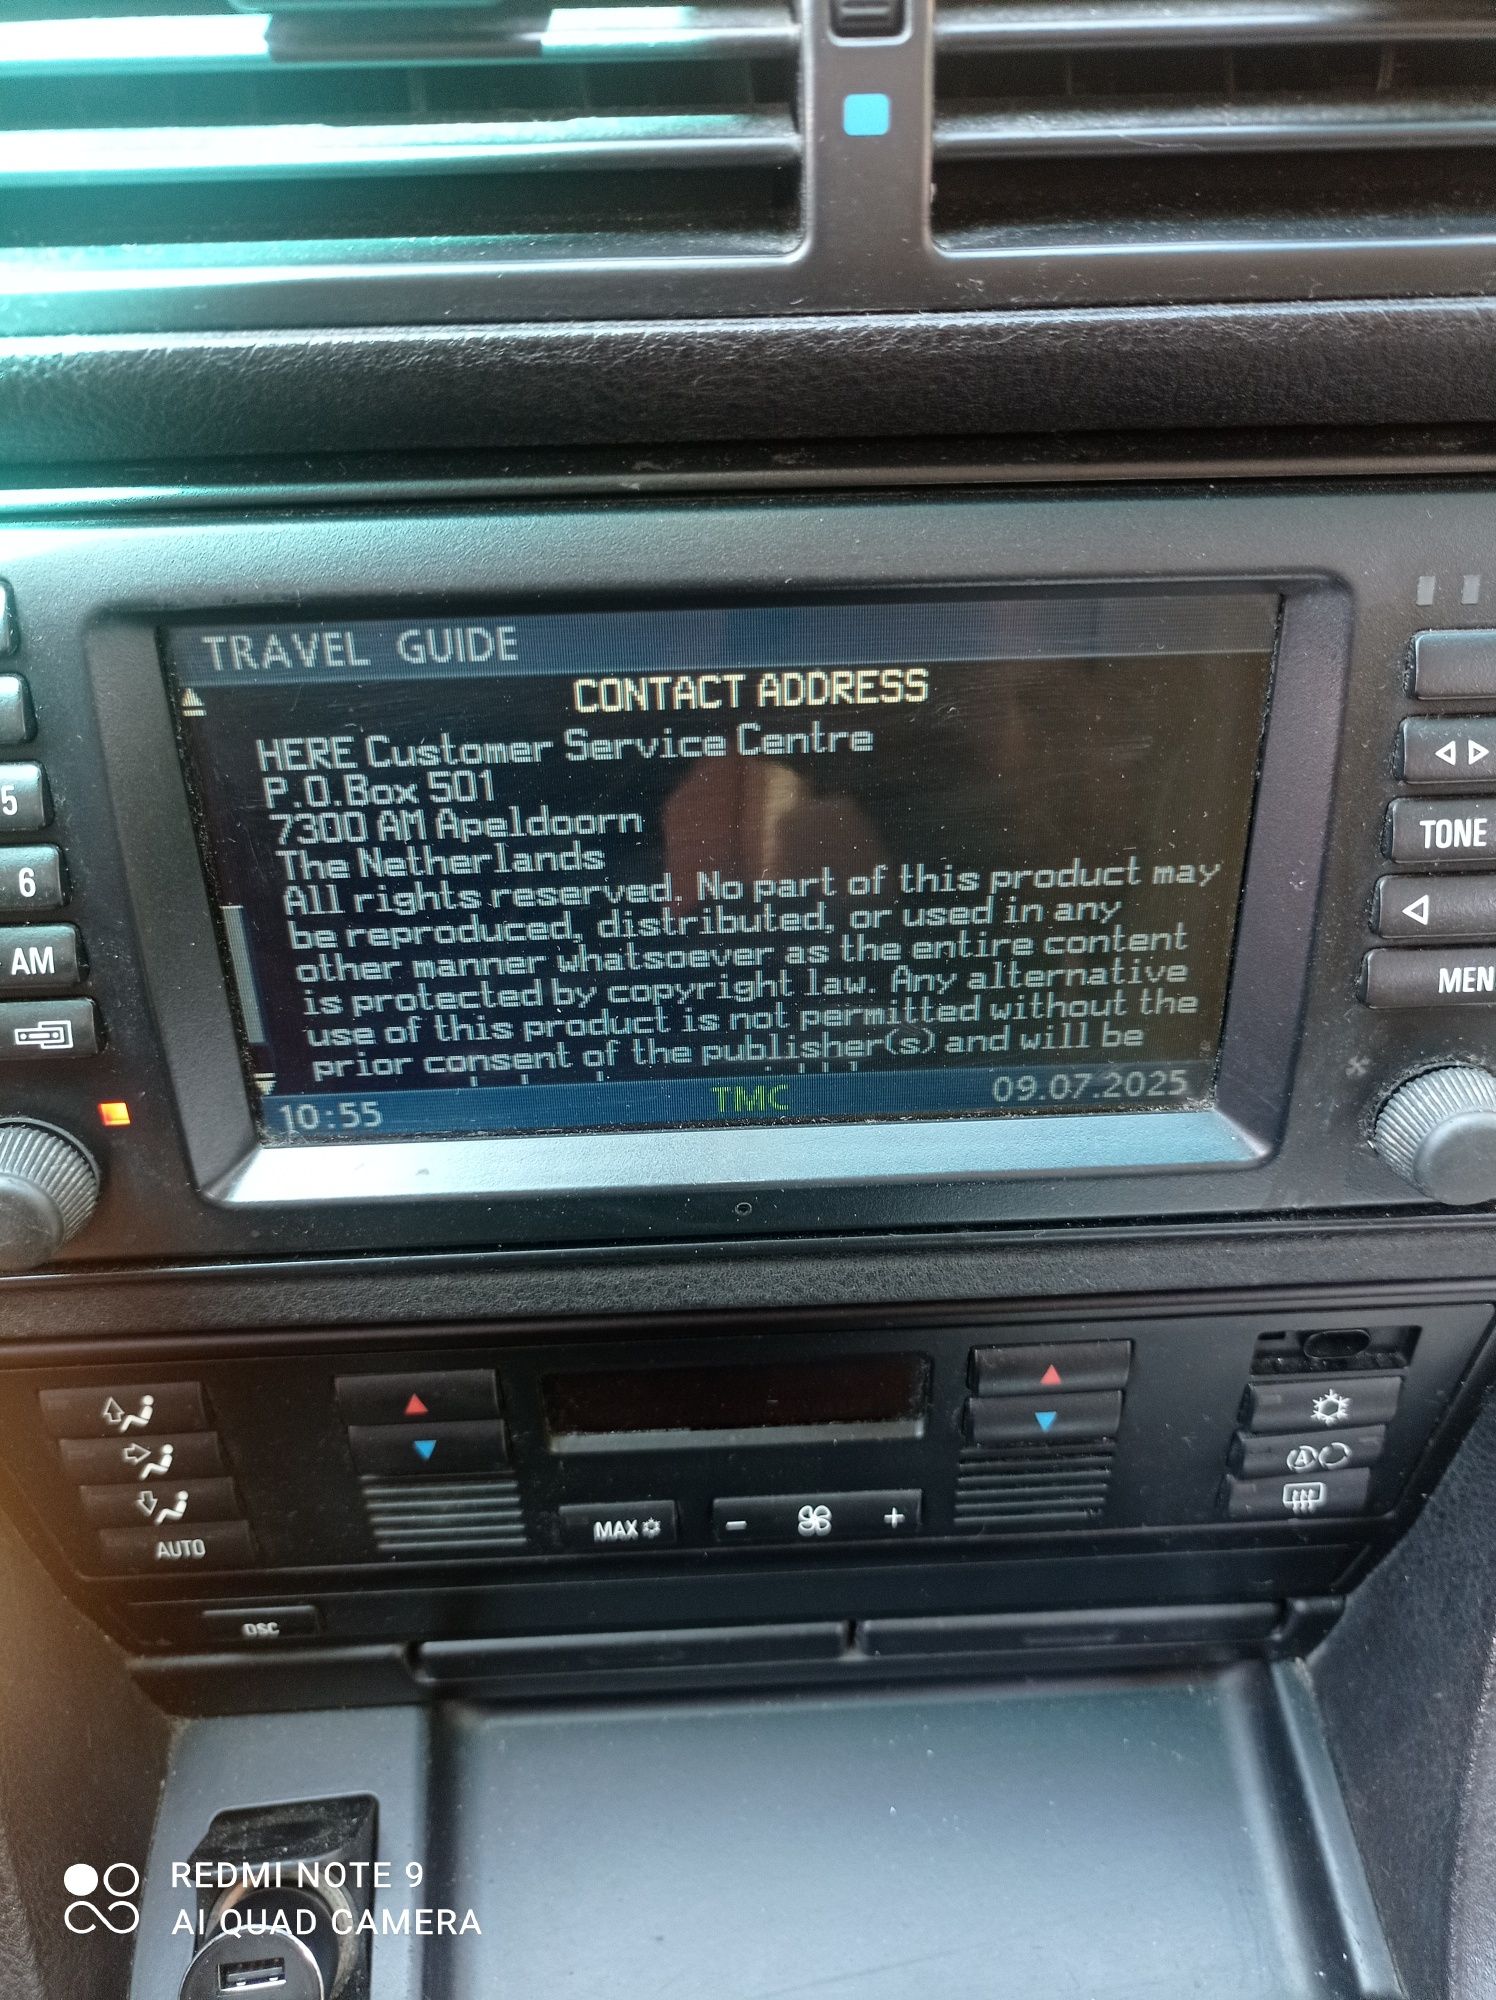 TRAVEL GUIDE
CONTACT ADDRESS
HERE Customer Service Centre
P.O.Box 501
7300 AM Apeldoorn
The Netherlands
All rights reserved. No part of this product may
be reproduced, distributed, or used in any
other manner whatsoever as the entire content
is protected by copyright law. Any alternative
use of this product is not permitted without the
prior consent of the publisher(s) and will be
10:55
TMC
09.07.2025
5
6
AM
TONE
MEN
MAX
- +
AUTO
A
DSC
REDMI NOTE 9
AI QUAD CAMERA